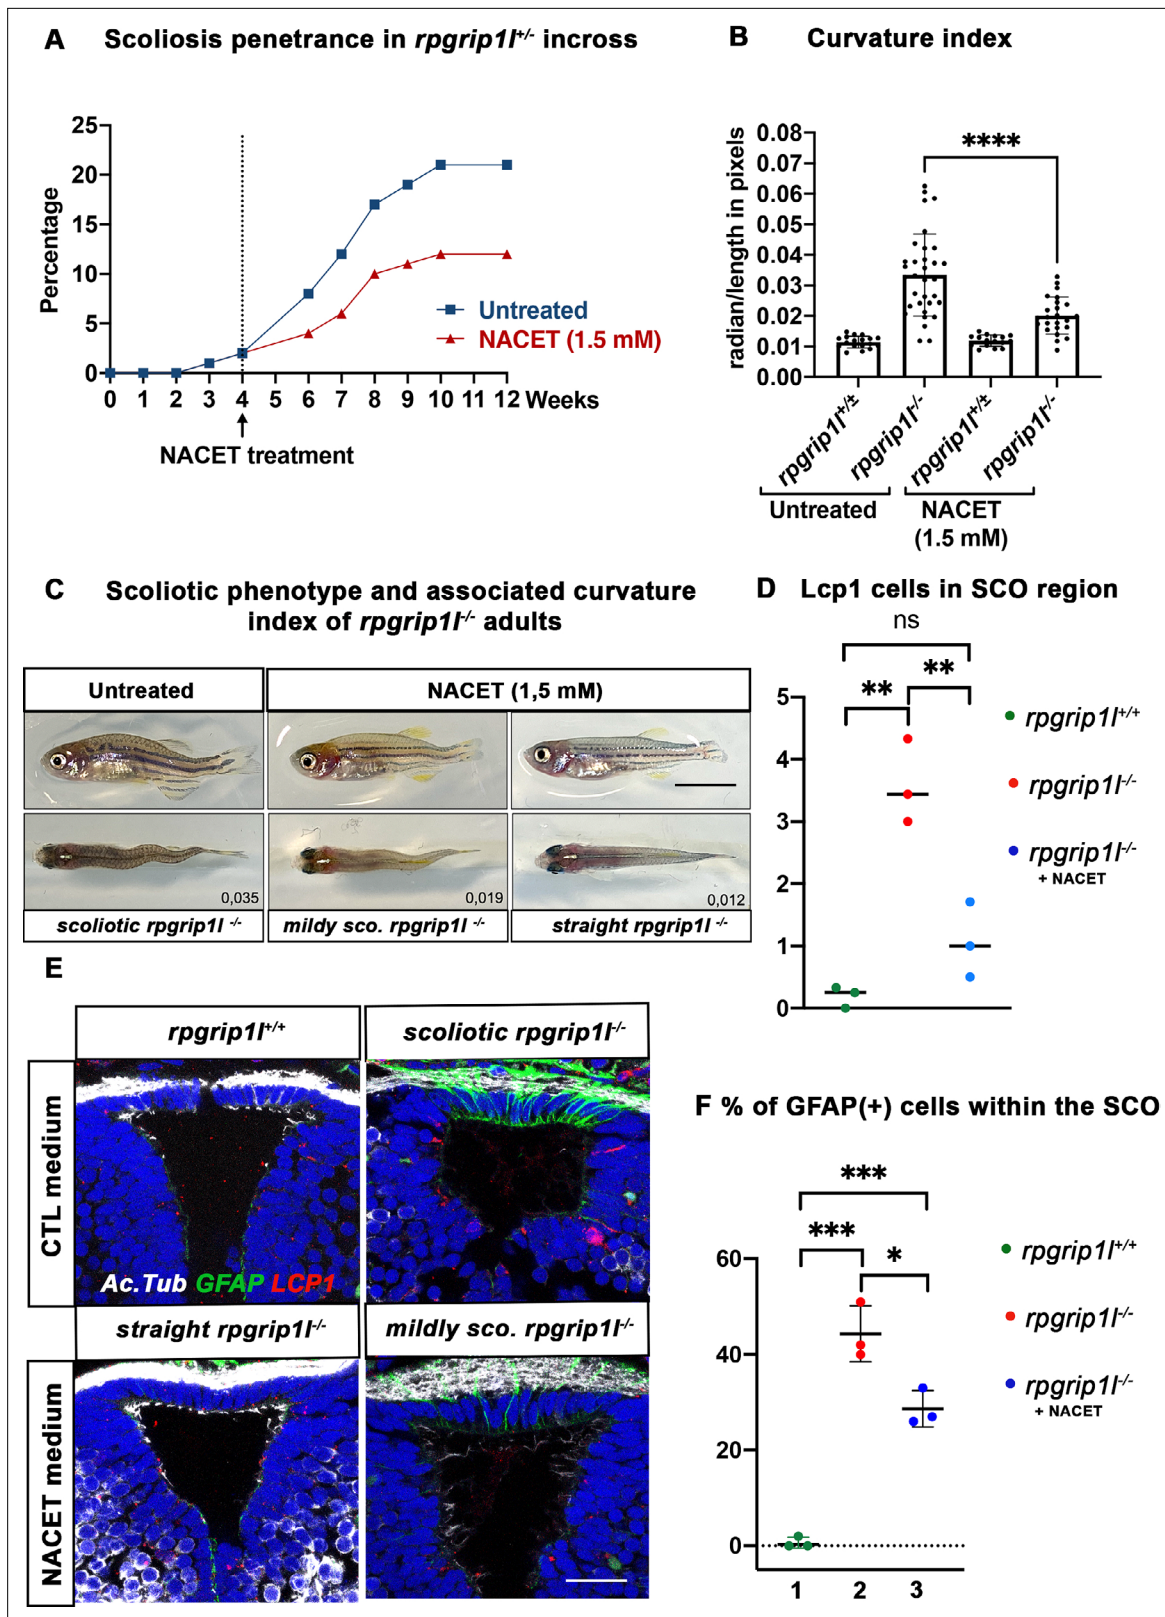 A Scoliosis penetrance in rpgrip1l+/- incross
25
20
15
10
5
0
Percentage
0 1 2 3 4 5 6 7 8 9 10 11 12 Weeks
Untreated
NACET (1.5 mM)
NACET treatment
B Curvature index
radian/length in pixels
0.08
0.07
0.06
0.05
0.04
0.03
0.02
0.01
0.00
****
rpgrip1l+/±
rpgrip1l-/-
rpgrip1l+/±
rpgrip1l-/-
Untreated
NACET
(1.5 mM)
C Scoliotic phenotype and associated curvature
index of rpgrip1l-/- adults
Untreated
NACET (1,5 mM)
0,035
0,019
0,012
scoliotic rpgrip1l -/-
mildy sco. rpgrip1l -/-
straight rpgrip1l -/-
D Lcp1 cells in SCO region
ns
**
**
5
4
3
2
1
0
rpgrip1l+/+
rpgrip1l-/-
rpgrip1l-/-
+ NACET
E
rpgrip1l+/+
scoliotic rpgrip1l-/-
CTL medium
Ac.Tub GFAP LCP1
straight rpgrip1l-/-
mildly sco. rpgrip1l-/-
NACET medium
F % of GFAP(+) cells within the SCO
***
***
*
60
40
20
0
1 2 3
rpgrip1l+/+
rpgrip1l-/-
rpgrip1l-/-
+ NACET